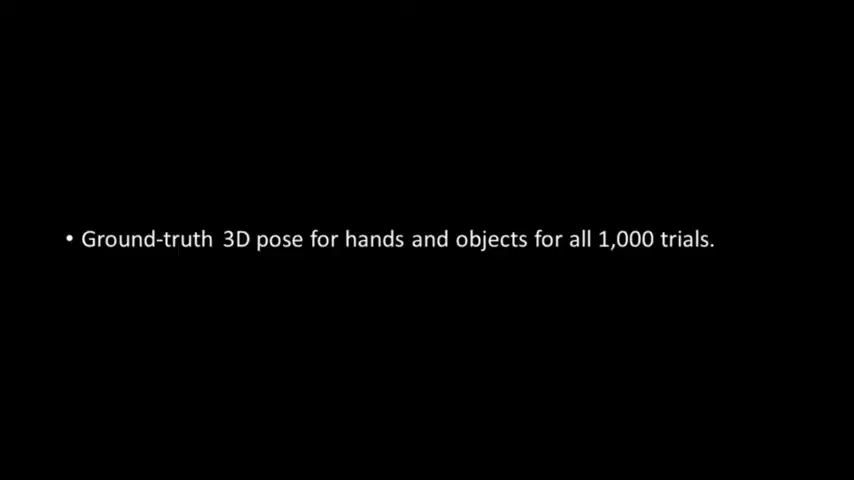 • Ground-truth 3D pose for hands and objects for all 1,000 trials.